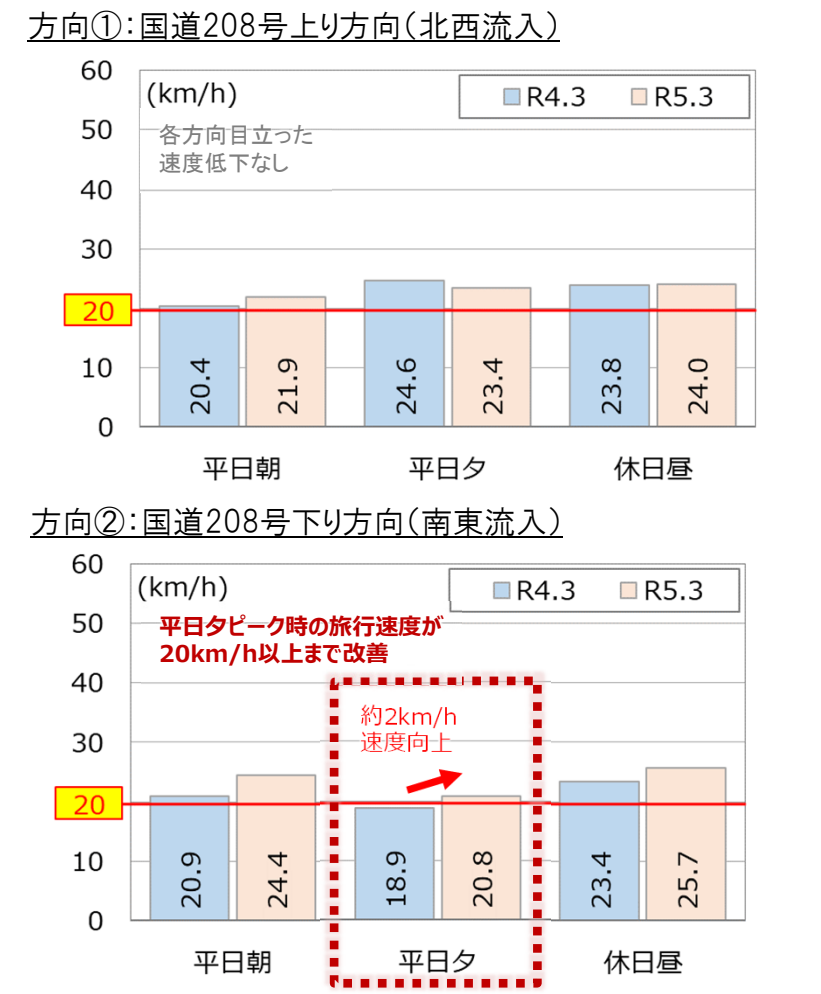 方向①：国道208号上り方向（北西流入）
60
(km/h)
R4.3
R5.3
50
各方向目立った
速度低下なし
40
30
20
10
0
20.4
21.9
24.6
23.4
23.8
24.0
平日朝
平日夕
休日昼
方向②：国道208号下り方向（南東流入）
60
(km/h)
R4.3
R5.3
50
平日夕ピーク時の旅行速度が
20km/h以上まで改善
40
約2km/h
速度向上
30
20
10
0
20.9
24.4
18.9
20.8
23.4
25.7
平日朝
平日夕
休日昼